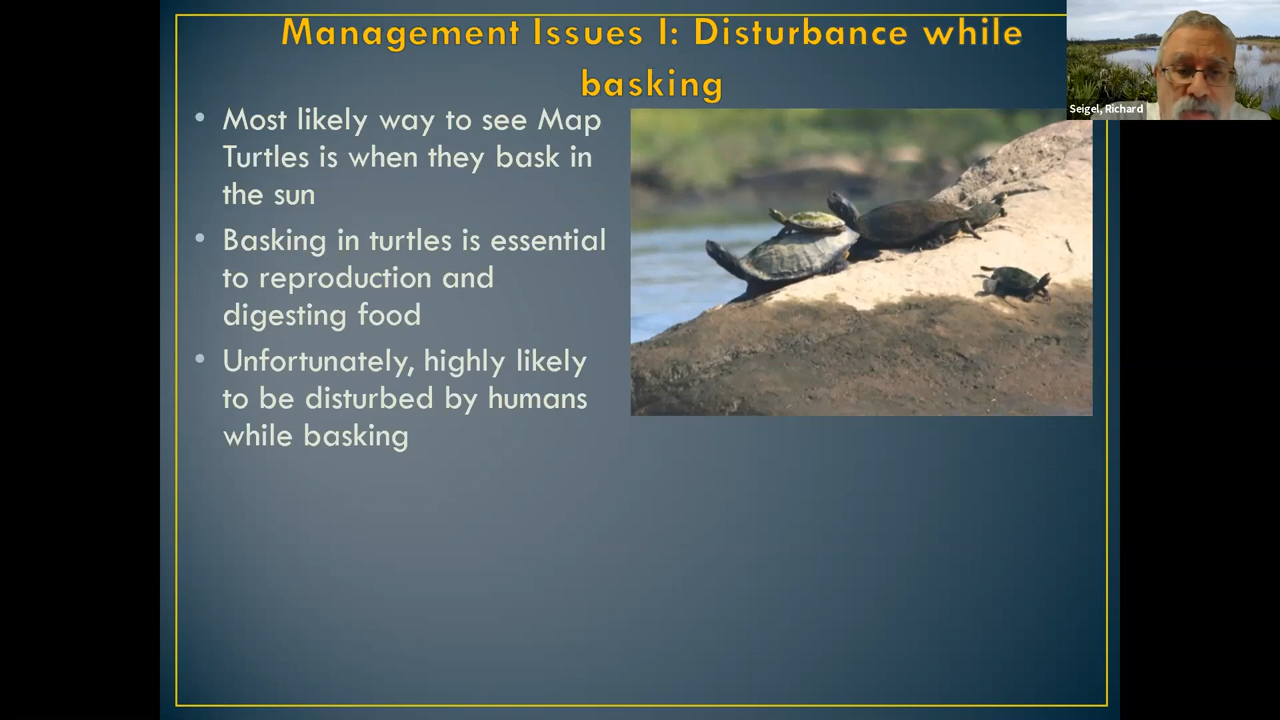 Management Issues I: Disturbance while
basking
Seigel, Richard
• Most likely way to see Map
Turtles is when they bask in
the sun
• Basking in turtles is essential
to reproduction and
digesting food
• Unfortunately, highly likely
to be disturbed by humans
while basking